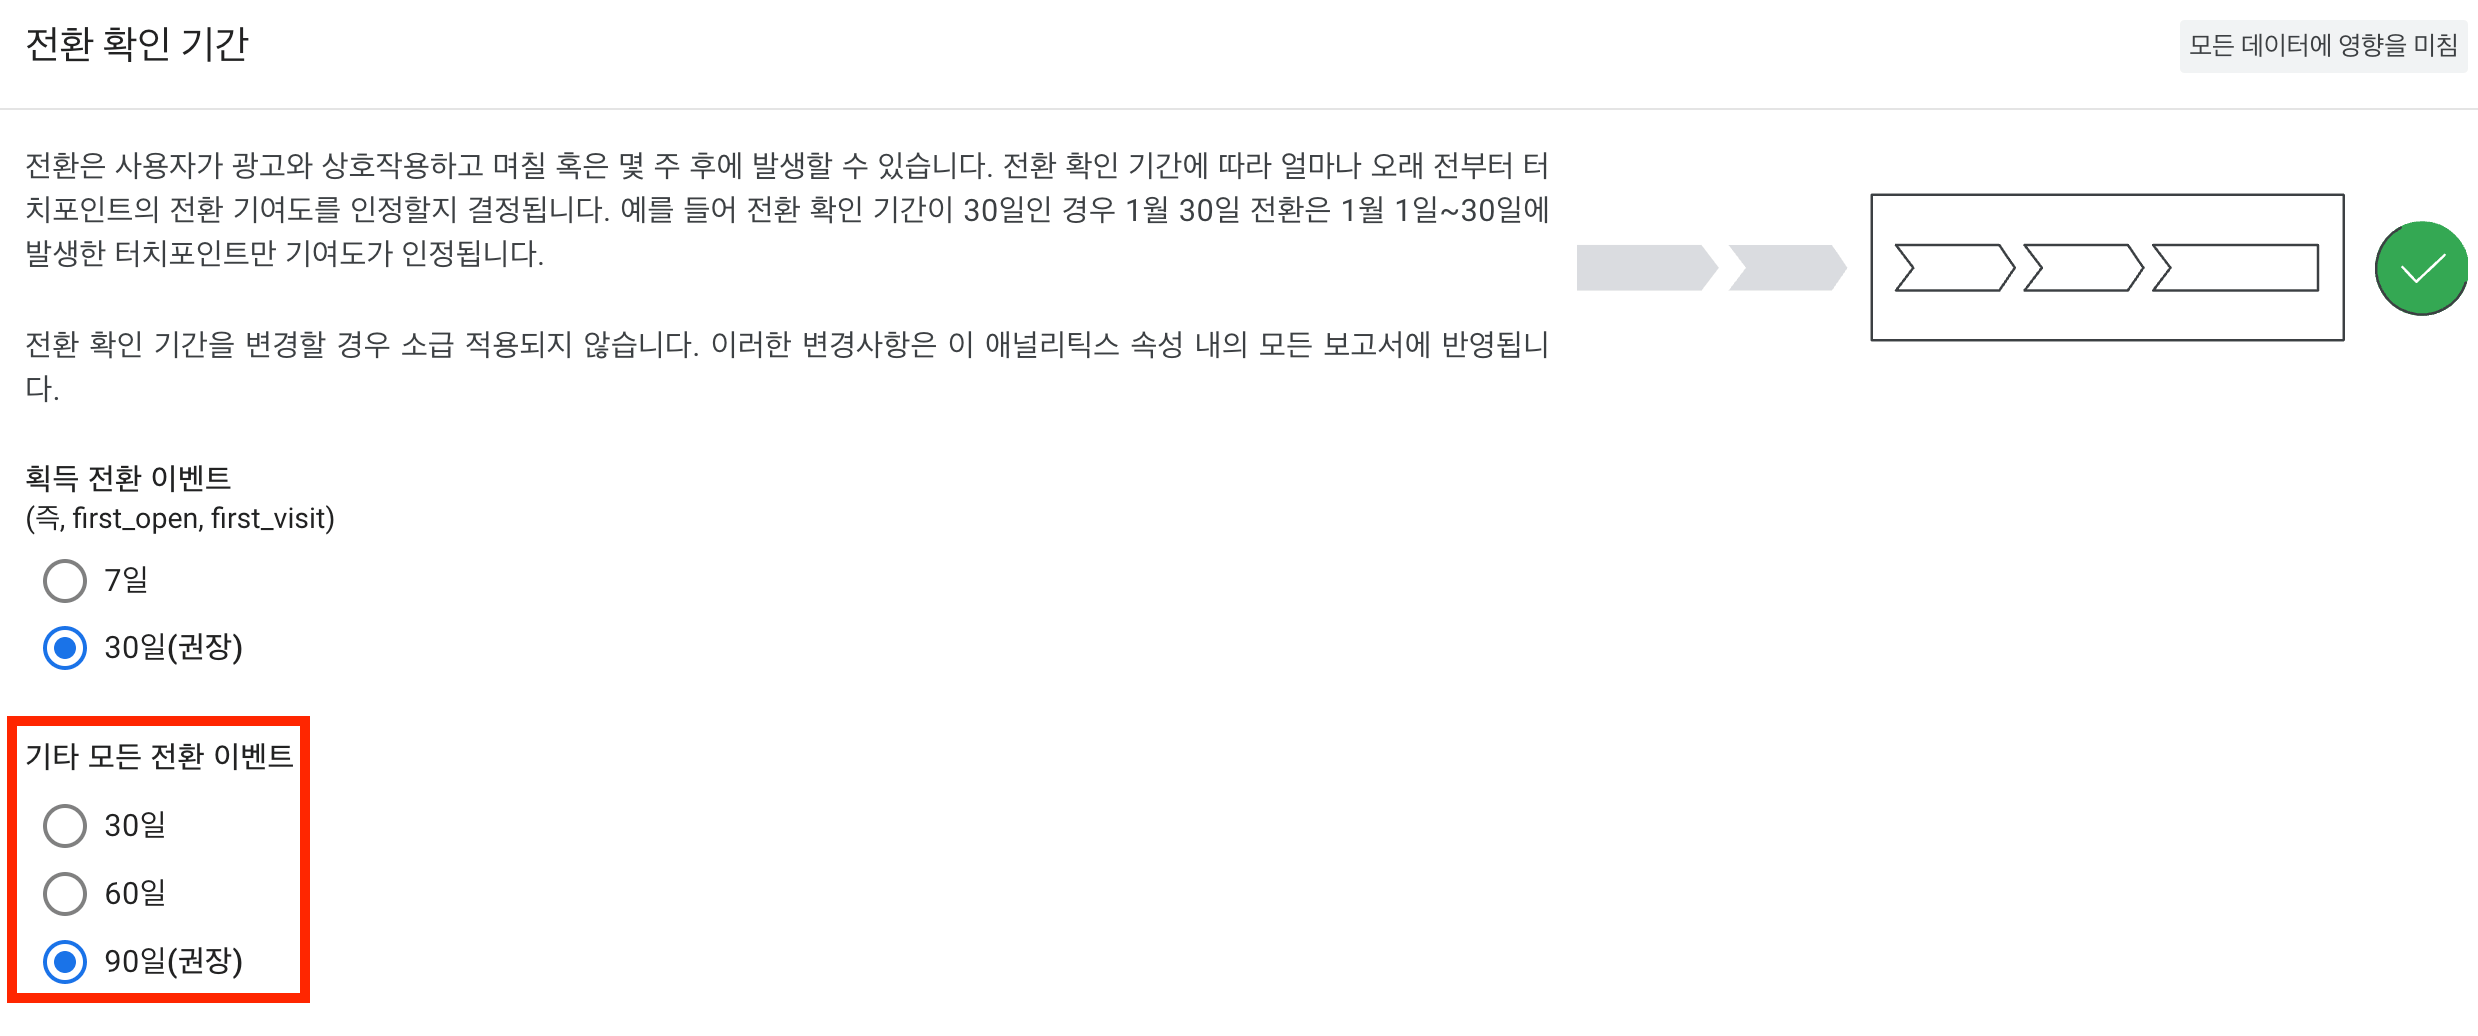 전환 확인 기간
모든 데이터에 영향을 미침
전환은 사용자가 광고와 상호작용하고 며칠 혹은 몇 주 후에 발생할 수 있습니다. 전환 확인 기간에 따라 얼마나 오래 전부터 터
치포인트의 전환 기여도를 인정할지 결정됩니다. 예를 들어 전환 확인 기간이 30일인 경우 1월 30일 전환은 1월 1일~30일에
발생한 터치포인트만 기여도가 인정됩니다.
전환 확인 기간을 변경할 경우 소급 적용되지 않습니다. 이러한 변경사항은 이 애널리틱스 속성 내의 모든 보고서에 반영됩니
다.
획득 전환 이벤트
(즉, first_open, first_visit)
7일
30일(권장)
기타 모든 전환 이벤트
30일
60일
90일(권장)